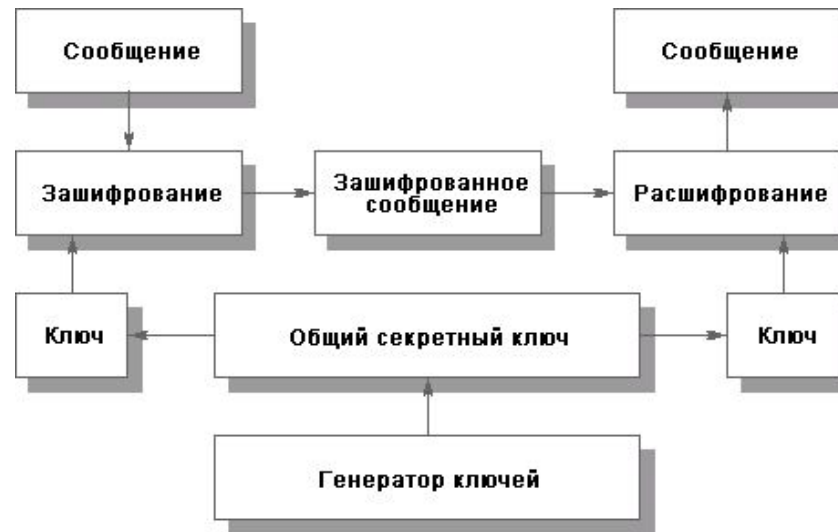 Сообщение
Сообщение
Зашифрование
Зашифрованное
сообщение
Расшифрование
Ключ
Общий секретный ключ
Ключ
Генератор ключей